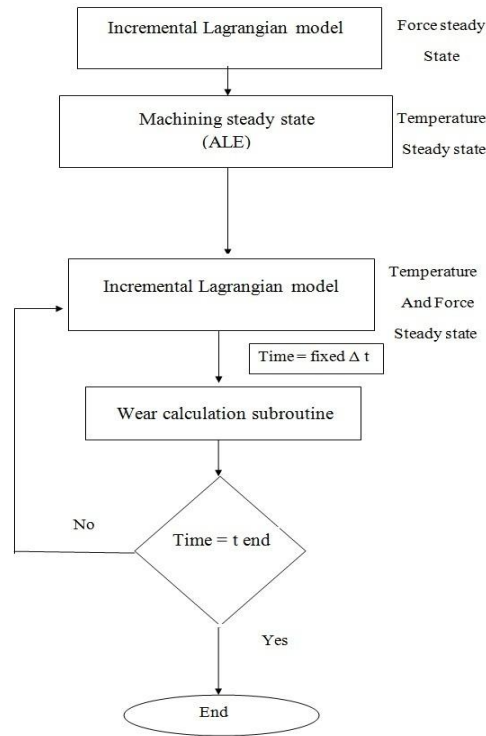 Incremental Lagrangian model
Force steady
State
Machining steady state
(ALE)
Temperature
Steady state
Incremental Lagrangian model
Temperature
And Force
Steady state
Time = fixed Δ t
Wear calculation subroutine
Time = t end
No
Yes
End